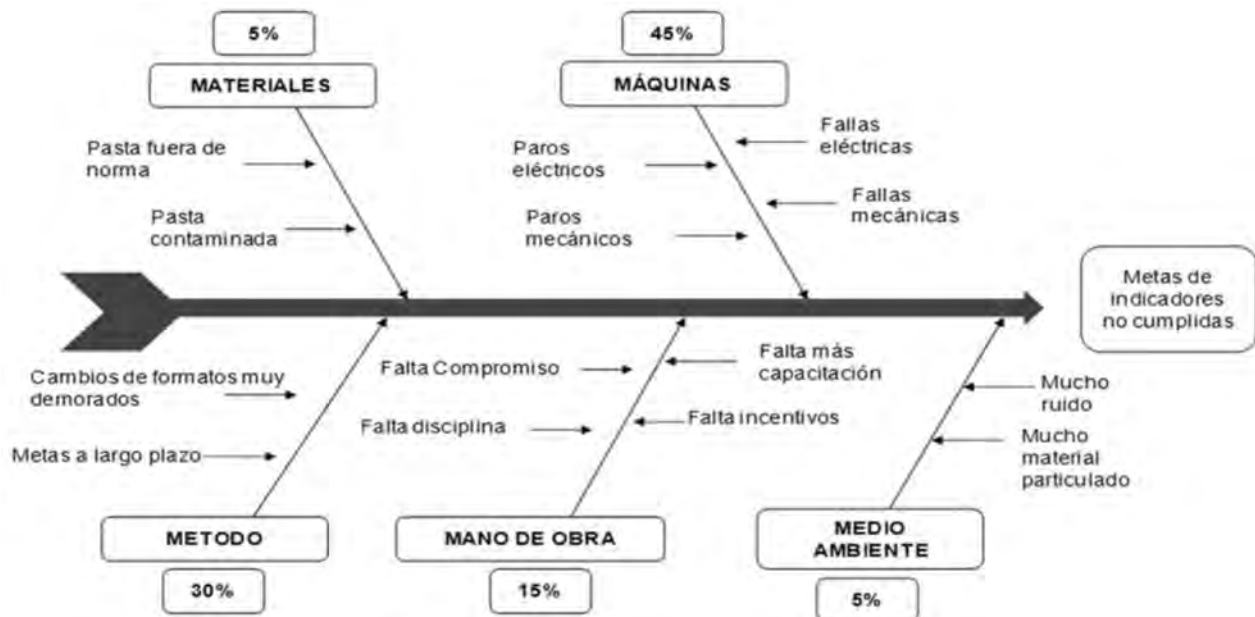 5%
MATERIALES
Pasta fuera de
norma
Pasta
contaminada
45%
MÁQUINAS
Paros
eléctricos
Paros
mecánicos
Fallas
eléctricas
Fallas
mecánicas
Metas de
indicadores
no cumplidas
Cambios de formatos muy
demorados
Metas a largo plazo
METODO
30%
Falta Compromiso
Falta disciplina
Falta más
capacitación
Falta incentivos
MANO DE OBRA
15%
Mucho
ruido
Mucho
material
particulado
MEDIO
AMBIENTE
5%